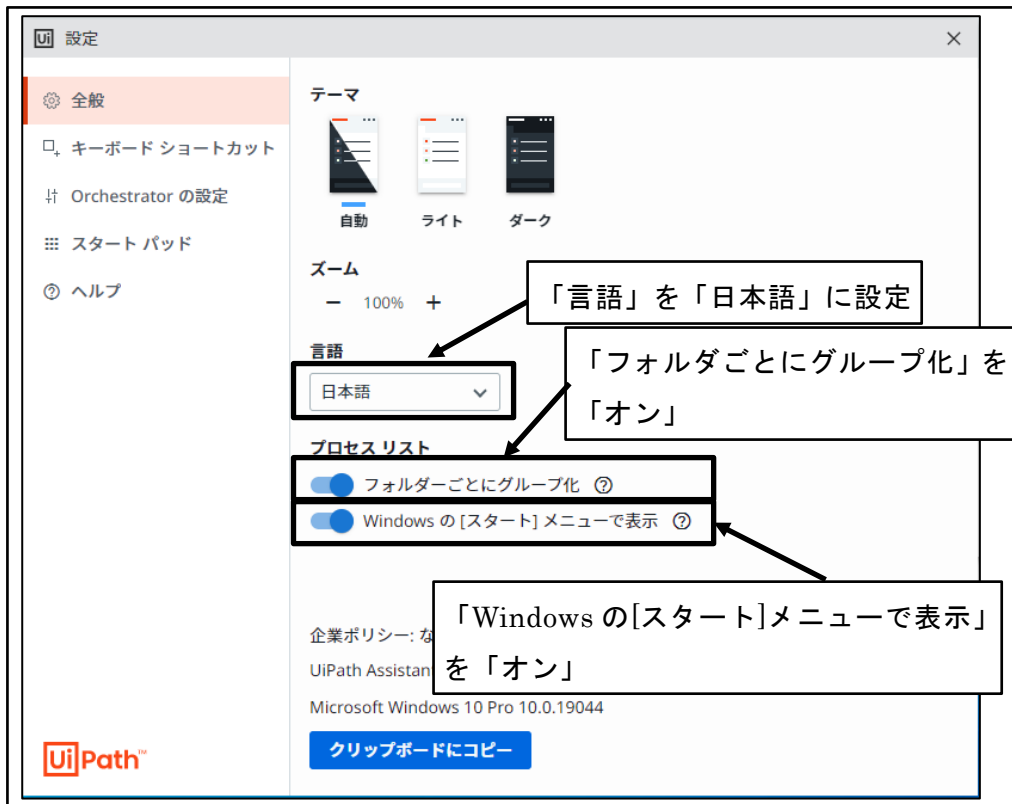 Ui 設定
全般
キーボード ショートカット
Orchestrator の設定
スタート パッド
ヘルプ
テーマ
自動 ライト ダーク
ズーム
100%
「言語」を「日本語」に設定
言語
日本語
「フォルダごとにグループ化」を
「オン」
プロセス リスト
フォルダーごとにグループ化
Windows の [スタート] メニューで表示
「Windows の[スタート]メニューで表示」
を「オン」
企業ポリシー:
UiPath Assistant
Microsoft Windows 10 Pro 10.0.19044
クリップボードにコピー
UiPath™